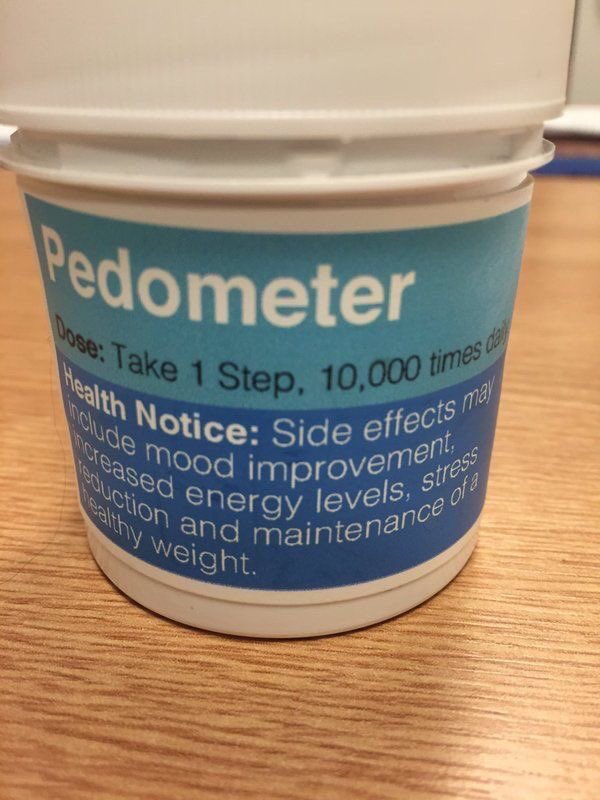 Pedometer
Dose: Take 1 Step, 10,000 times daily
Health Notice: Side effects may
include mood improvement,
increased energy levels, stress
reduction and maintenance of a
healthy weight.